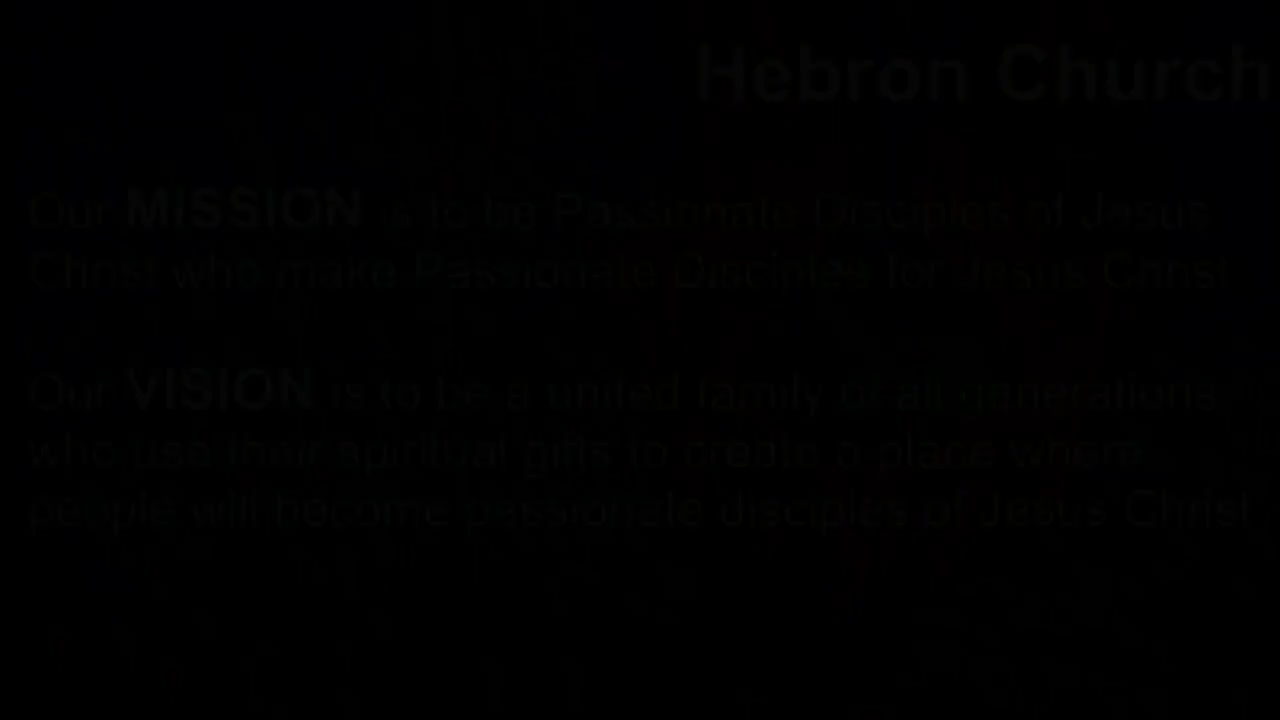 Hebron Church
Our MISSION is to be Passionate Disciples of Jesus
Christ who make Passionate Disciples for Jesus Christ
Our VISION is to be a united family of all generations
who use their spiritual gifts to create a place where
people will become passionate disciples of Jesus Christ